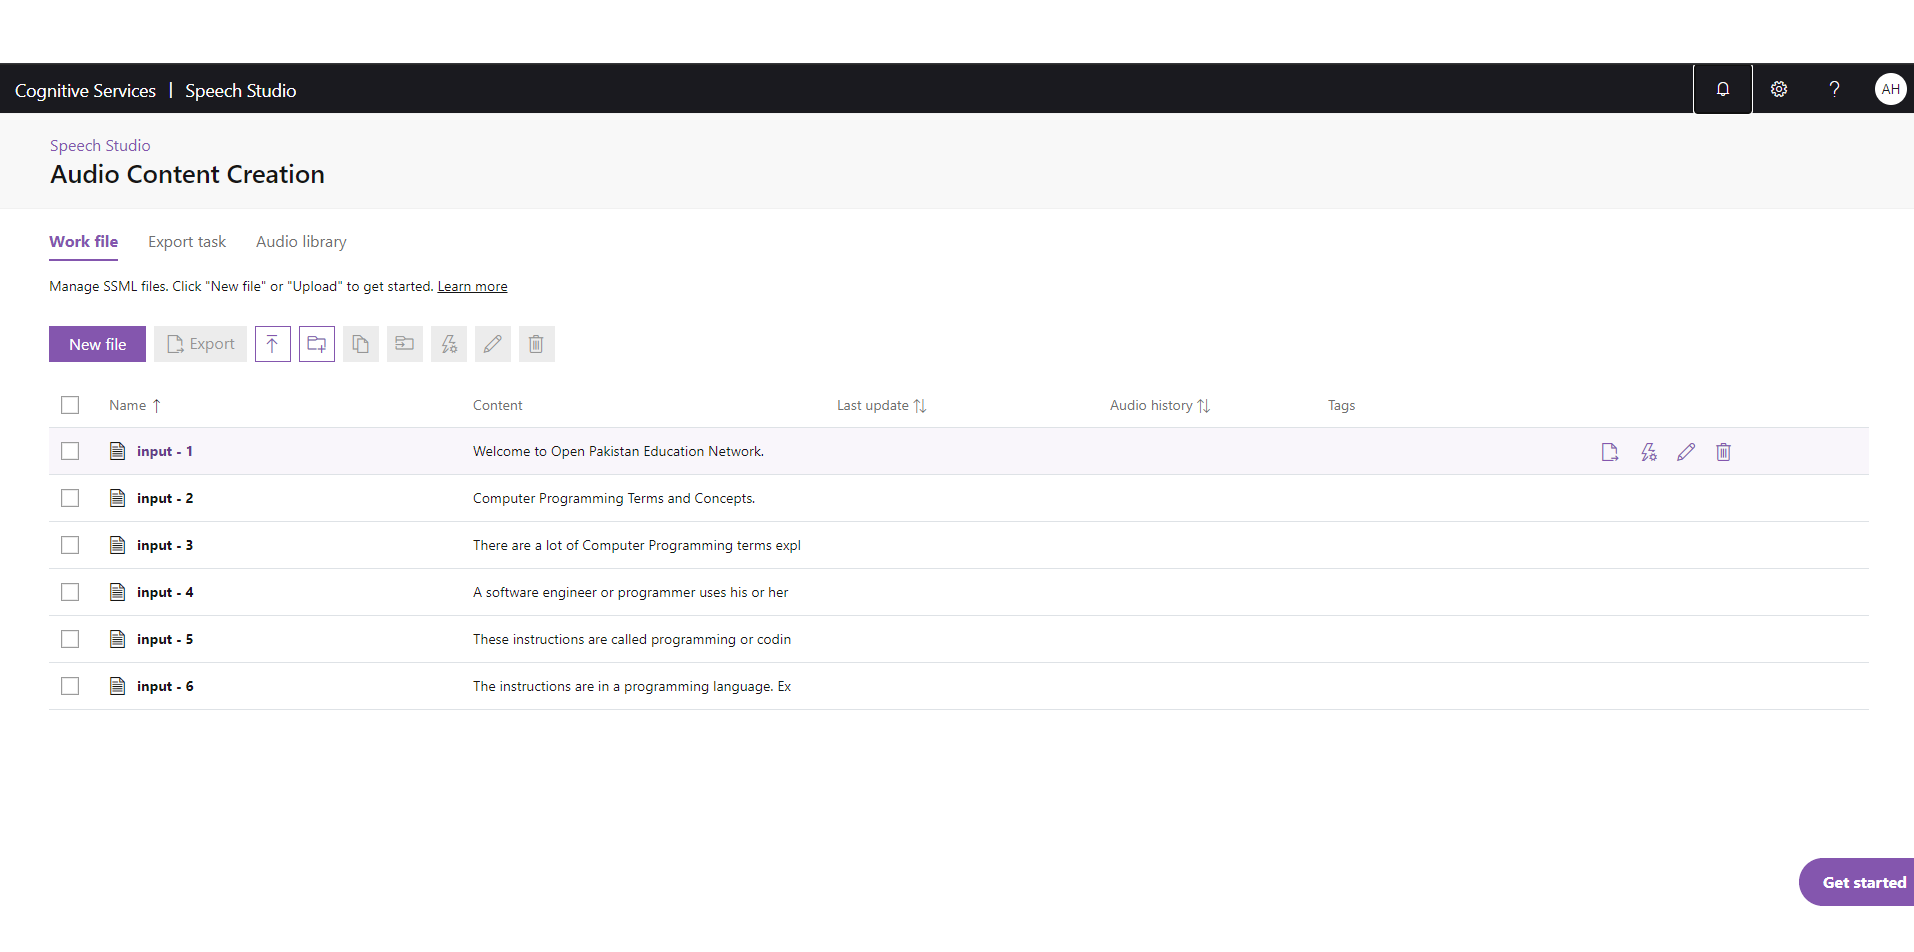 Cognitive Services | Speech Studio
? AH
Speech Studio
Audio Content Creation
Work file Export task Audio library
Manage SSML files. Click "New file" or "Upload" to get started. Learn more
New file Export
Name ↑ Content Last update ↑↓ Audio history ↑↓ Tags
input - 1 Welcome to Open Pakistan Education Network.
input - 2 Computer Programming Terms and Concepts.
input - 3 There are a lot of Computer Programming terms expl
input - 4 A software engineer or programmer uses his or her
input - 5 These instructions are called programming or codin
input - 6 The instructions are in a programming language. Ex
Get started